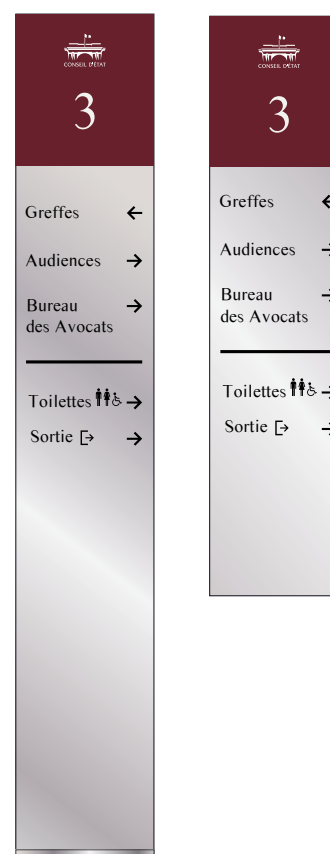 CONSEIL D'ÉTAT
3
Greffes ←
Audiences →
Bureau →
des Avocats
Toilettes →
Sortie →
CONSEIL D'ÉTAT
3
Greffes
Audiences
Bureau
des Avocats
Toilettes
Sortie